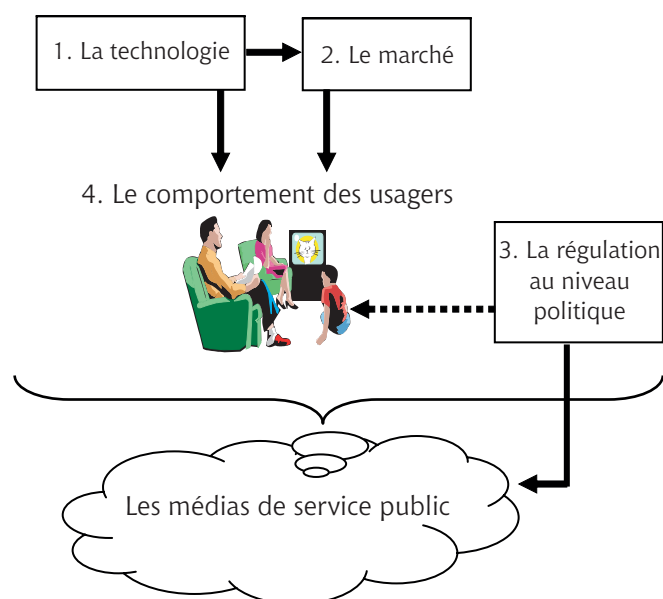 1. La technologie
2. Le marché
4. Le comportement des usagers
3. La régulation
au niveau
politique
Les médias de service public